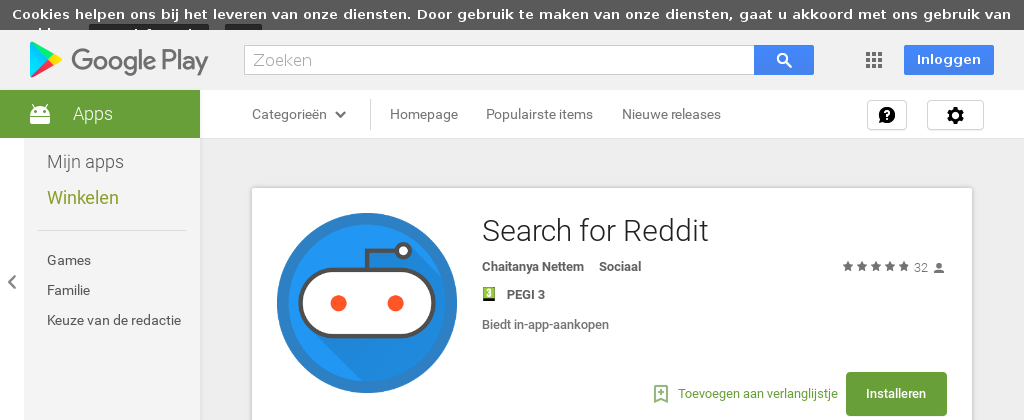 Cookies helpen ons bij het leveren van onze diensten. Door gebruik te maken van onze diensten, gaat u akkoord met ons gebruik van
Google Play
Zoeken
Inloggen
Apps
Categorieën
Homepage
Populairste items
Nieuwe releases
Mijn apps
Winkelen
Games
Familie
Keuze van de redactie
Search for Reddit
Chaitanya Nettem Sociaal
32
3 PEGI 3
Biedt in-app-aankopen
Toevoegen aan verlanglijstje
Installeren